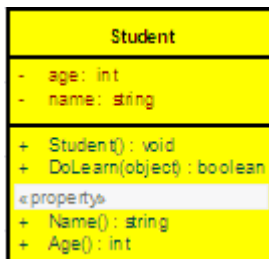 Student
- age: int
- name: string
+ Student() : void
+ DoLearn(object) : boolean
«property»
+ Name() : string
+ Age() : int